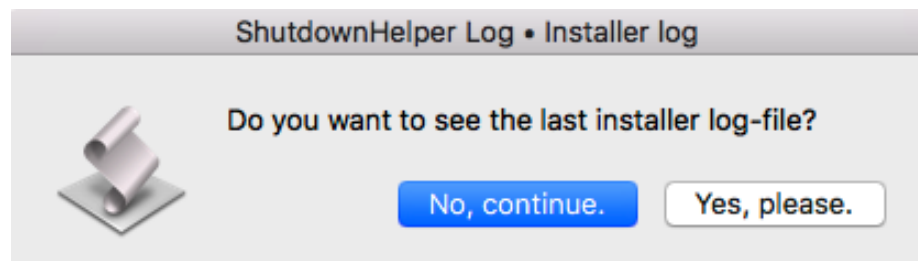 ShutdownHelper Log • Installer log
Do you want to see the last installer log-file?
No, continue.
Yes, please.